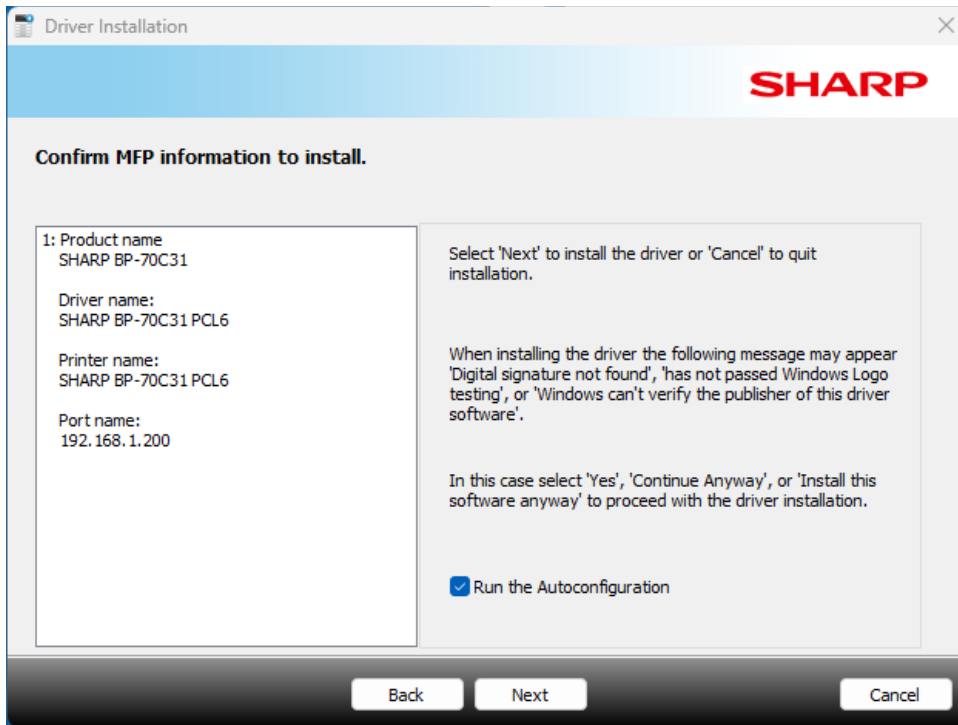 Driver Installation
SHARP
Confirm MFP information to install.
1: Product name
SHARP BP-70C31
Driver name:
SHARP BP-70C31 PCL6
Printer name:
SHARP BP-70C31 PCL6
Port name:
192.168.1.200
Select 'Next' to install the driver or 'Cancel' to quit
installation.
When installing the driver the following message may appear
'Digital signature not found', 'has not passed Windows Logo
testing', or 'Windows can't verify the publisher of this driver
software'.
In this case select 'Yes', 'Continue Anyway', or 'Install this
software anyway' to proceed with the driver installation.
Run the Autoconfiguration
Back
Next
Cancel